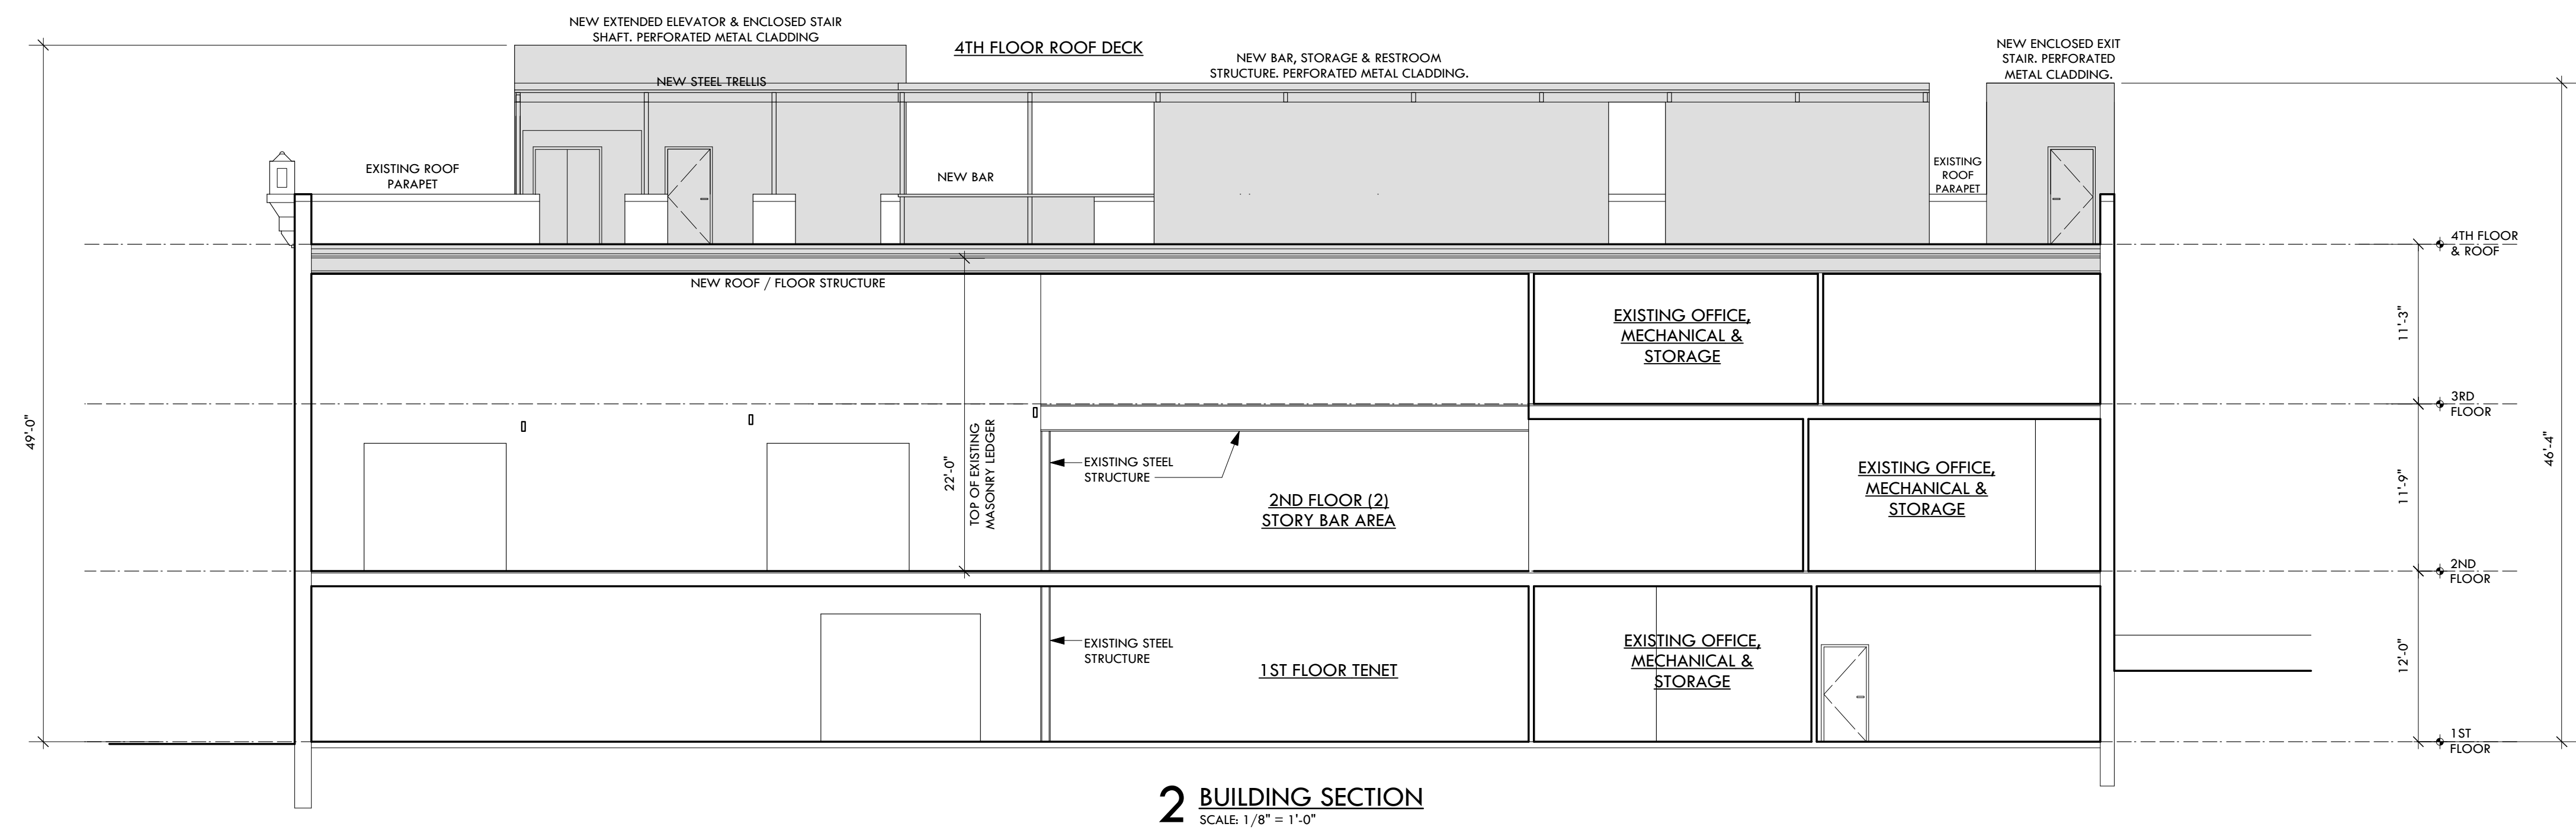 NEW EXTENDED ELEVATOR & ENCLOSED STAIR
SHAFT. PERFORATED METAL CLADDING
4TH FLOOR ROOF DECK
NEW BAR, STORAGE & RESTROOM
STRUCTURE. PERFORATED METAL CLADDING.
NEW ENCLOSED EXIT
STAIR. PERFORATED
METAL CLADDING.
NEW STEEL TRELLIS
EXISTING ROOF
PARAPET
NEW BAR
EXISTING
ROOF
PARAPET
4TH FLOOR
& ROOF
NEW ROOF / FLOOR STRUCTURE
EXISTING OFFICE,
MECHANICAL &
STORAGE
11'-3"
3RD
FLOOR
49'-0"
22'-0"
TOP OF EXISTING
MASONRY LEDGER
EXISTING STEEL
STRUCTURE
2ND FLOOR (2)
STORY BAR AREA
EXISTING OFFICE,
MECHANICAL &
STORAGE
11'-9"
46'-4"
2ND
FLOOR
EXISTING STEEL
STRUCTURE
1ST FLOOR TENET
EXISTING OFFICE,
MECHANICAL &
STORAGE
12'-0"
1ST
FLOOR
2 BUILDING SECTION
SCALE: 1/8" = 1'-0"